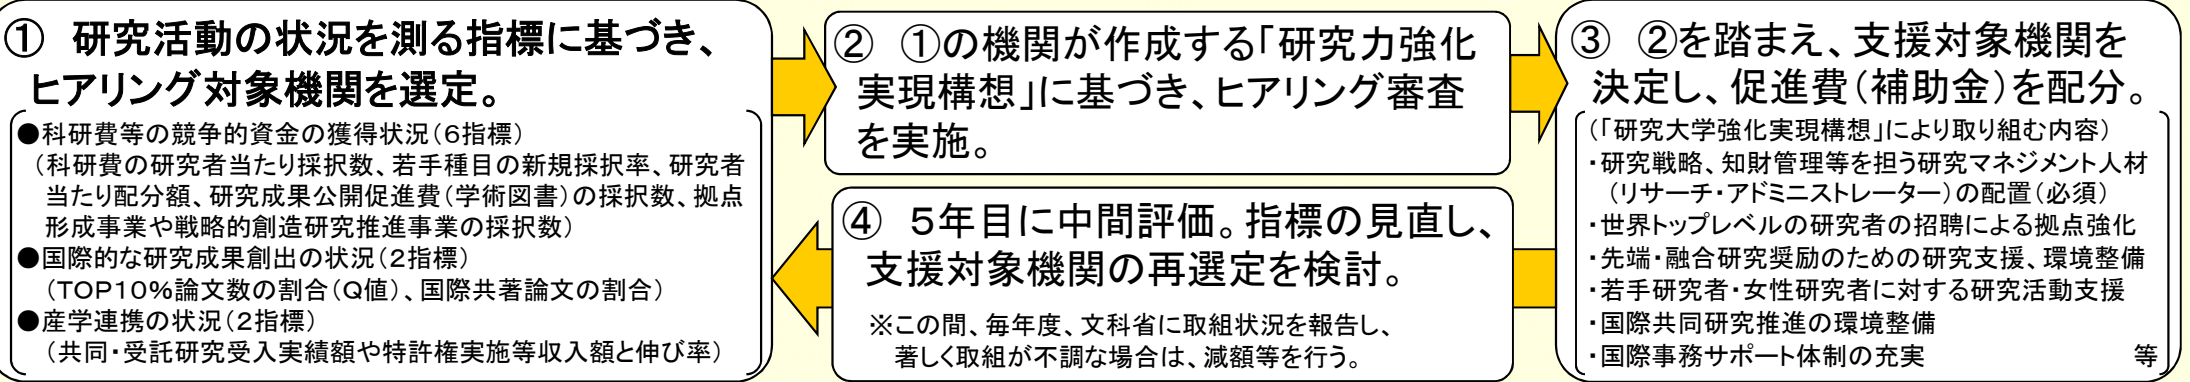 ① 研究活動の状況を測る指標に基づき、
ヒアリング対象機関を選定。
●科研費等の競争的資金の獲得状況(6指標)
(科研費の研究者当たり採択数、若手種目の新規採択率、研究者
当たり配分額、研究成果公開促進費(学術図書)の採択数、拠点
形成事業や戦略的創造研究推進事業の採択数)
●国際的な研究成果創出の状況(2指標)
(TOP10%論文数の割合(Q値)、国際共著論文の割合)
●産学連携の状況(2指標)
(共同・受託研究受入実績額や特許権実施等収入額と伸び率)
② ①の機関が作成する「研究力強化
実現構想」に基づき、ヒアリング審査
を実施。
③ ②を踏まえ、支援対象機関を
決定し、促進費(補助金)を配分。
(「研究大学強化実現構想」により取り組む内容)
・研究戦略、知財管理等を担う研究マネジメント人材
(リサーチ・アドミニストレーター)の配置(必須)
・世界トップレベルの研究者の招聘による拠点強化
・先端・融合研究奨励のための研究支援、環境整備
・若手研究者・女性研究者に対する研究活動支援
・国際共同研究推進の環境整備
・国際事務サポート体制の充実 等
④ 5年目に中間評価。指標の見直し、
支援対象機関の再選定を検討。
※この間、毎年度、文科省に取組状況を報告し、
著しく取組が不調な場合は、減額等を行う。